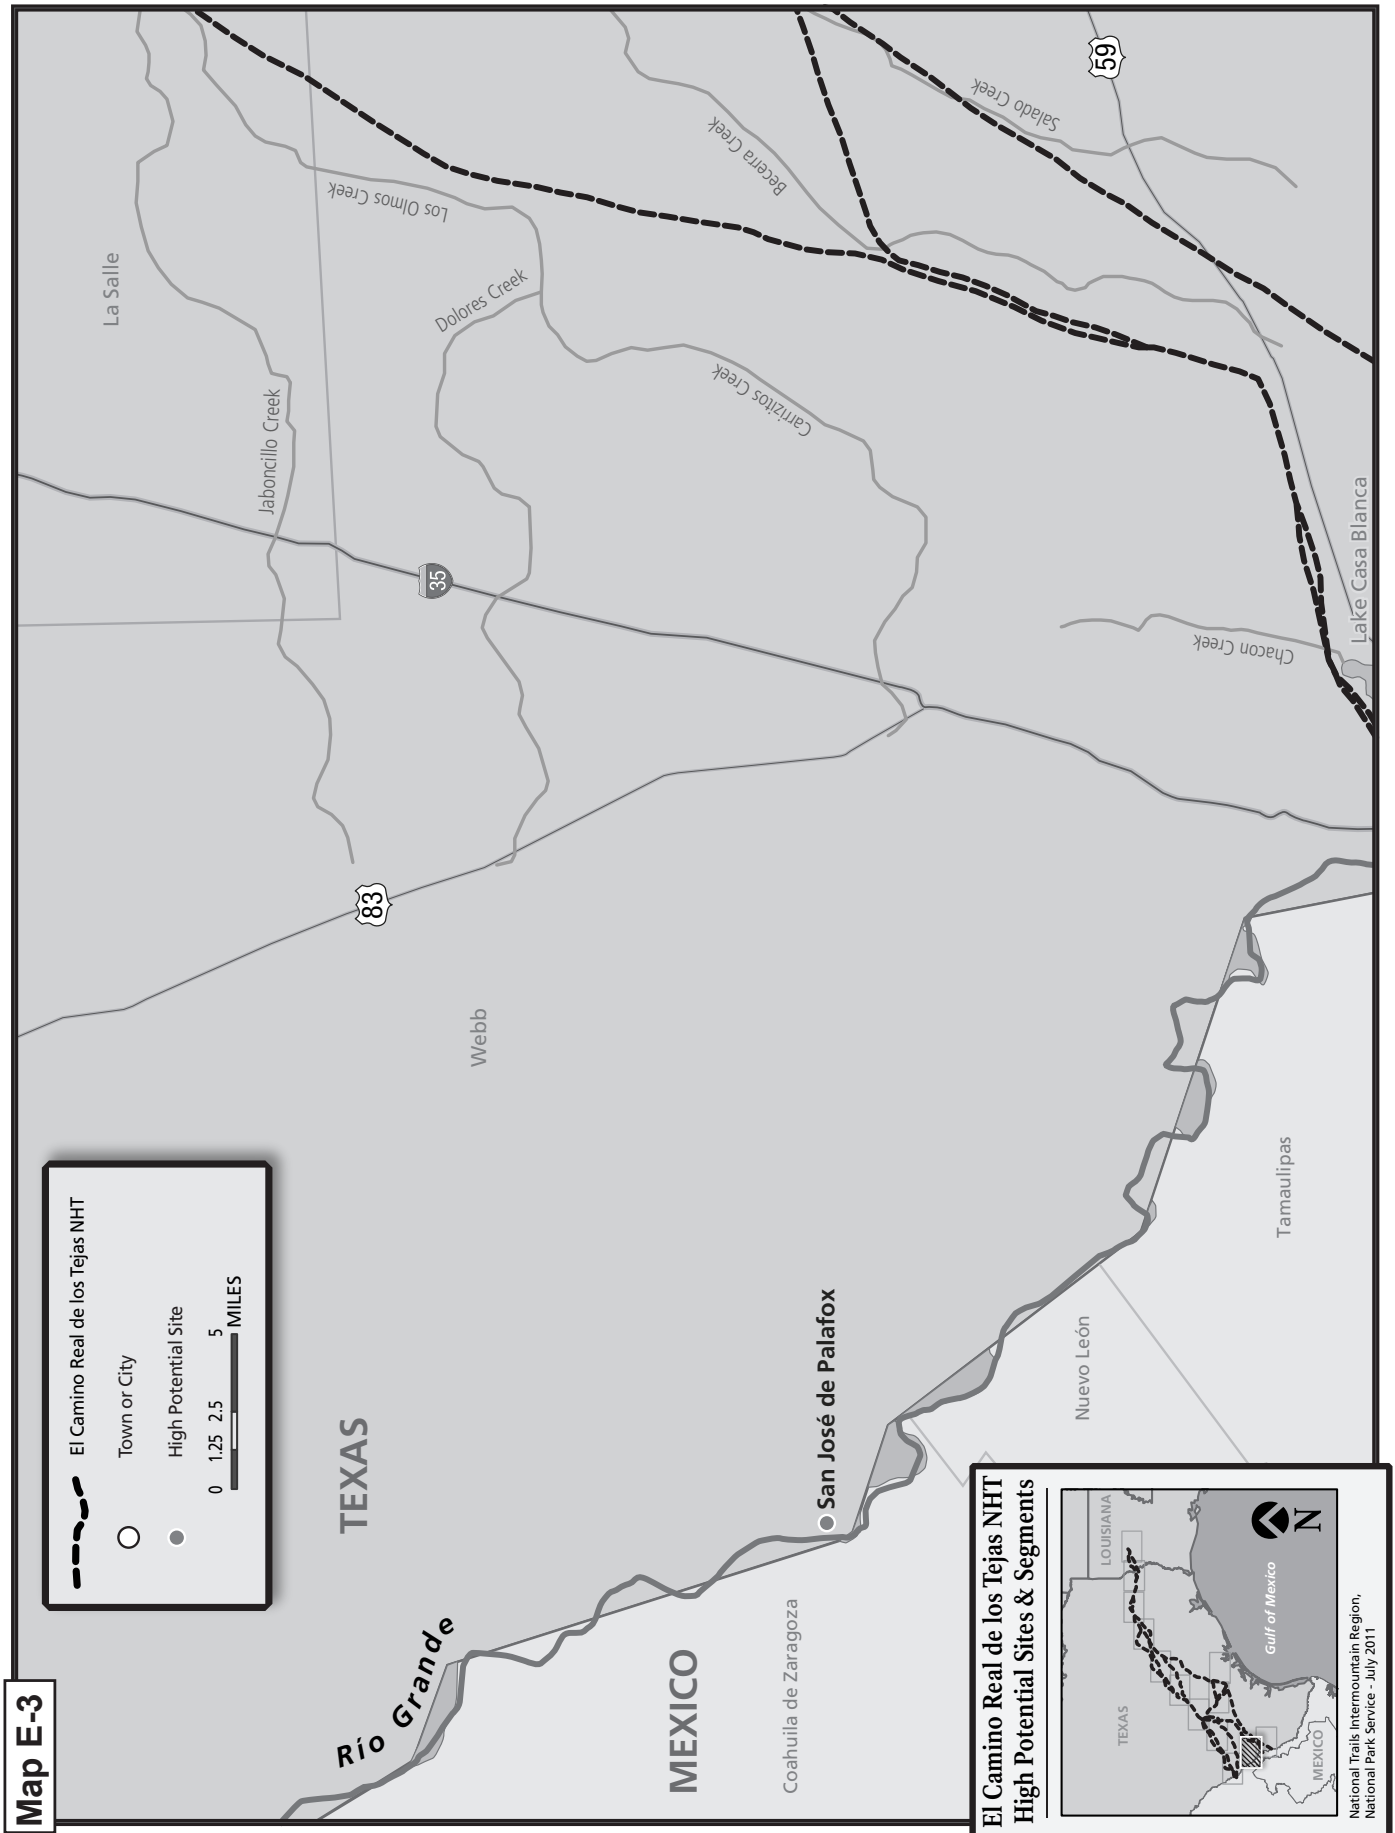 Map E-3
El Camino Real de los Tejas NHT
Town or City
High Potential Site
0 1.25 2.5 5
MILES
La Salle
Jaboncillo Creek
Los Olmos Creek
Dolores Creek
Carrizitos Creek
Becerra Creek
Salado Creek
Chacon Creek
Lake Casa Blanca
35
83
59
Webb
TEXAS
Río Grande
San José de Palafox
MEXICO
Coahuila de Zaragoza
Nuevo León
Tamaulipas
El Camino Real de los Tejas NHT
High Potential Sites & Segments
LOUISIANA
TEXAS
Gulf of Mexico
MEXICO
N
National Trails Intermountain Region,
National Park Service - July 2011